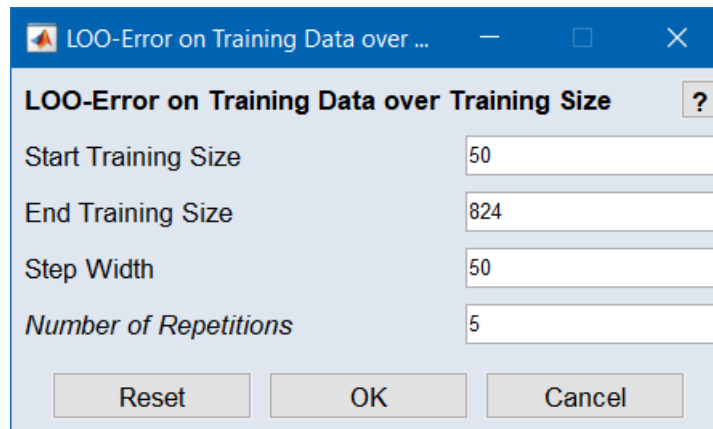 LOO-Error on Training Data over ...
LOO-Error on Training Data over Training Size ?
Start Training Size 50
End Training Size 824
Step Width 50
Number of Repetitions 5
Reset OK Cancel